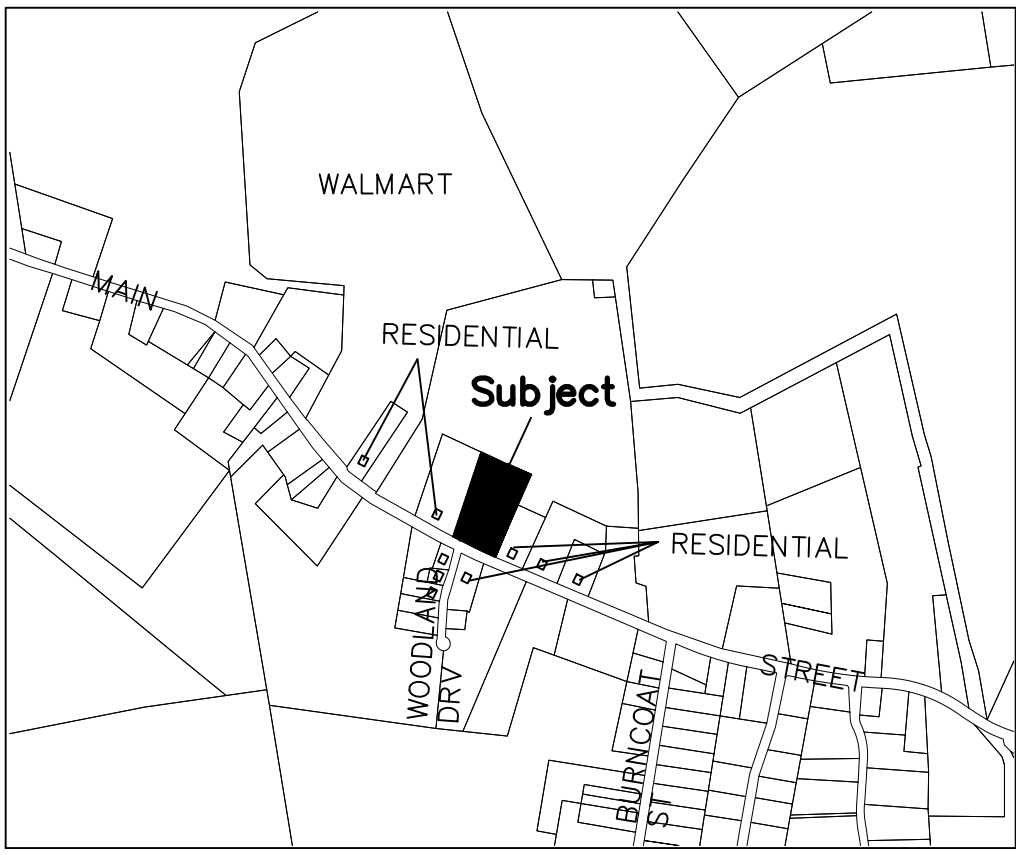 WALMART
MAIN
RESIDENTIAL
Subject
RESIDENTIAL
WOODLAND
DRV
STREET
BURNCOAT
ST